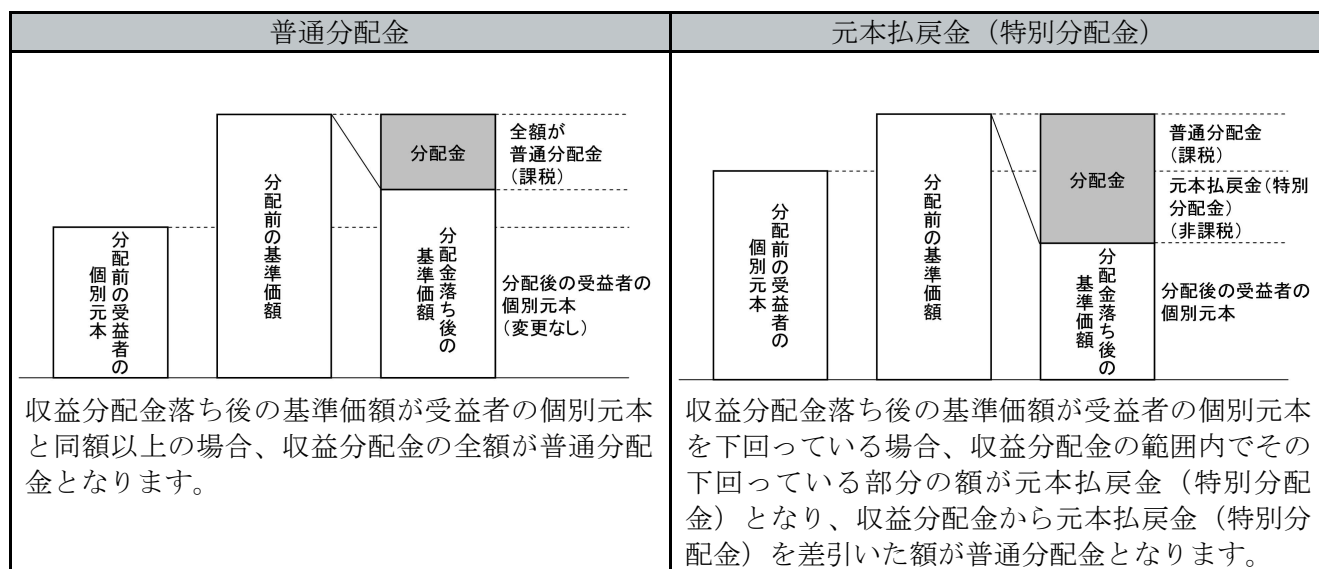 普通分配金
分配前の受益者の
個別元本
分配前の基準価額
分配金
分配金落ち後の
基準価額
全額が
普通分配金
(課税)
分配後の受益者の
個別元本
(変更なし)
収益分配金落ち後の基準価額が受益者の個別元本
と同額以上の場合、収益分配金の全額が普通分配
金となります。
元本払戻金（特別分配金）
分配前の受益者の
個別元本
分配前の基準価額
分配金
分配金落ち後の
基準価額
普通分配金
(課税)
元本払戻金(特別
分配金)
(非課税)
分配後の受益者の
個別元本
収益分配金落ち後の基準価額が受益者の個別元本
を下回っている場合、収益分配金の範囲内でその
下回っている部分の額が元本払戻金（特別分配
金）となり、収益分配金から元本払戻金（特別分
配金）を差引いた額が普通分配金となります。